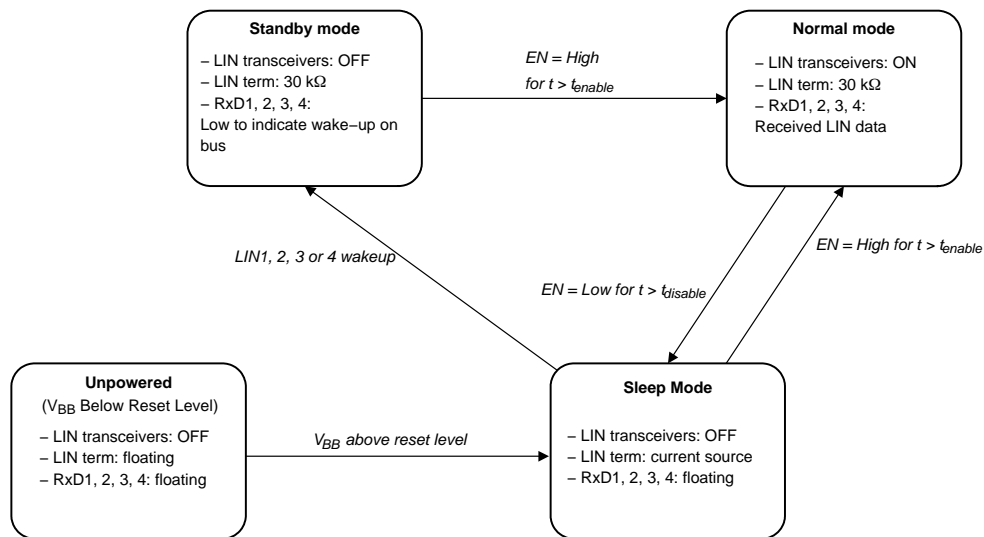 Standby mode
– LIN transceivers: OFF
– LIN term: 30 kΩ
– RxD1, 2, 3, 4:
Low to indicate wake–up on
bus
EN = High
for t > tenable
Normal mode
– LIN transceivers: ON
– LIN term: 30 kΩ
– RxD1, 2, 3, 4:
Received LIN data
LIN1, 2, 3 or 4 wakeup
EN = High for t > tenable
EN = Low for t > tdisable
Unpowered
(VBB Below Reset Level)
– LIN transceivers: OFF
– LIN term: floating
– RxD1, 2, 3, 4: floating
VBB above reset level
Sleep Mode
– LIN transceivers: OFF
– LIN term: current source
– RxD1, 2, 3, 4: floating